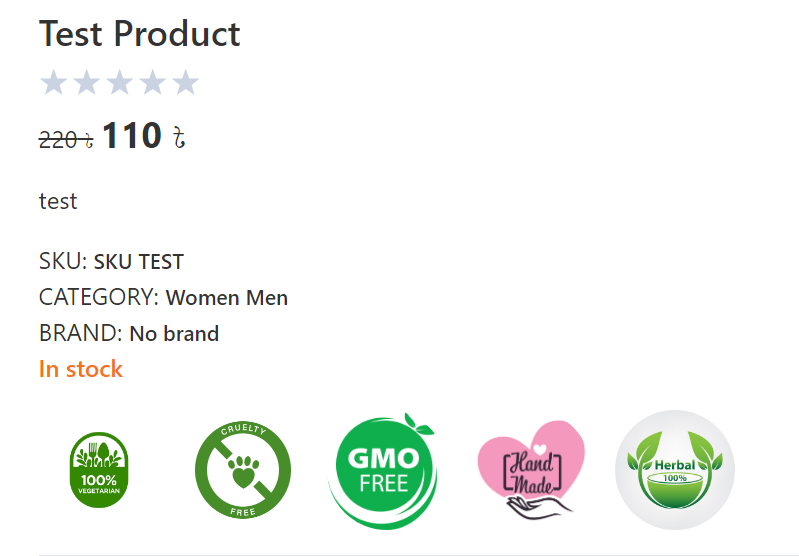 Test Product
220 ৳ 110 ৳
test
SKU: SKU TEST
CATEGORY: Women Men
BRAND: No brand
In stock
100%
VEGETARIAN
CRUELTY
FREE
GMO
FREE
Hand
Made
Herbal
100%